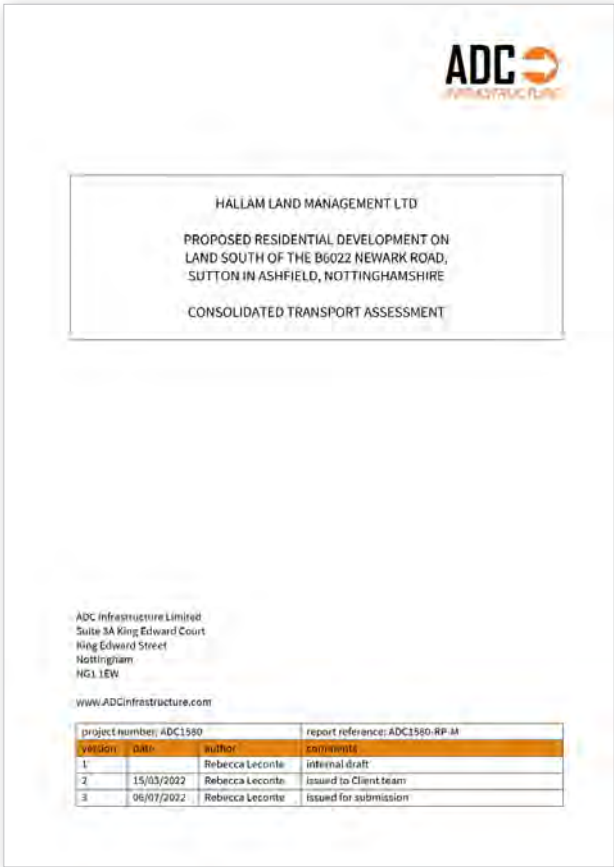 ADC
INFRASTRUCTURE
HALLAM LAND MANAGEMENT LTD
PROPOSED RESIDENTIAL DEVELOPMENT ON
LAND SOUTH OF THE B6022 NEWARK ROAD,
SUTTON IN ASHFIELD, NOTTINGHAMSHIRE
CONSOLIDATED TRANSPORT ASSESSMENT
ADC Infrastructure Limited
Suite 3A King Edward Court
King Edward Street
Nottingham
NG1 1EW
www.ADCinfrastructure.com
project number: ADC1580 report reference: ADC1580-RP-M
version date author comments
1 Rebecca Leconte internal draft
2 15/03/2022 Rebecca Leconte issued to Client team
3 06/07/2022 Rebecca Leconte issued for submission